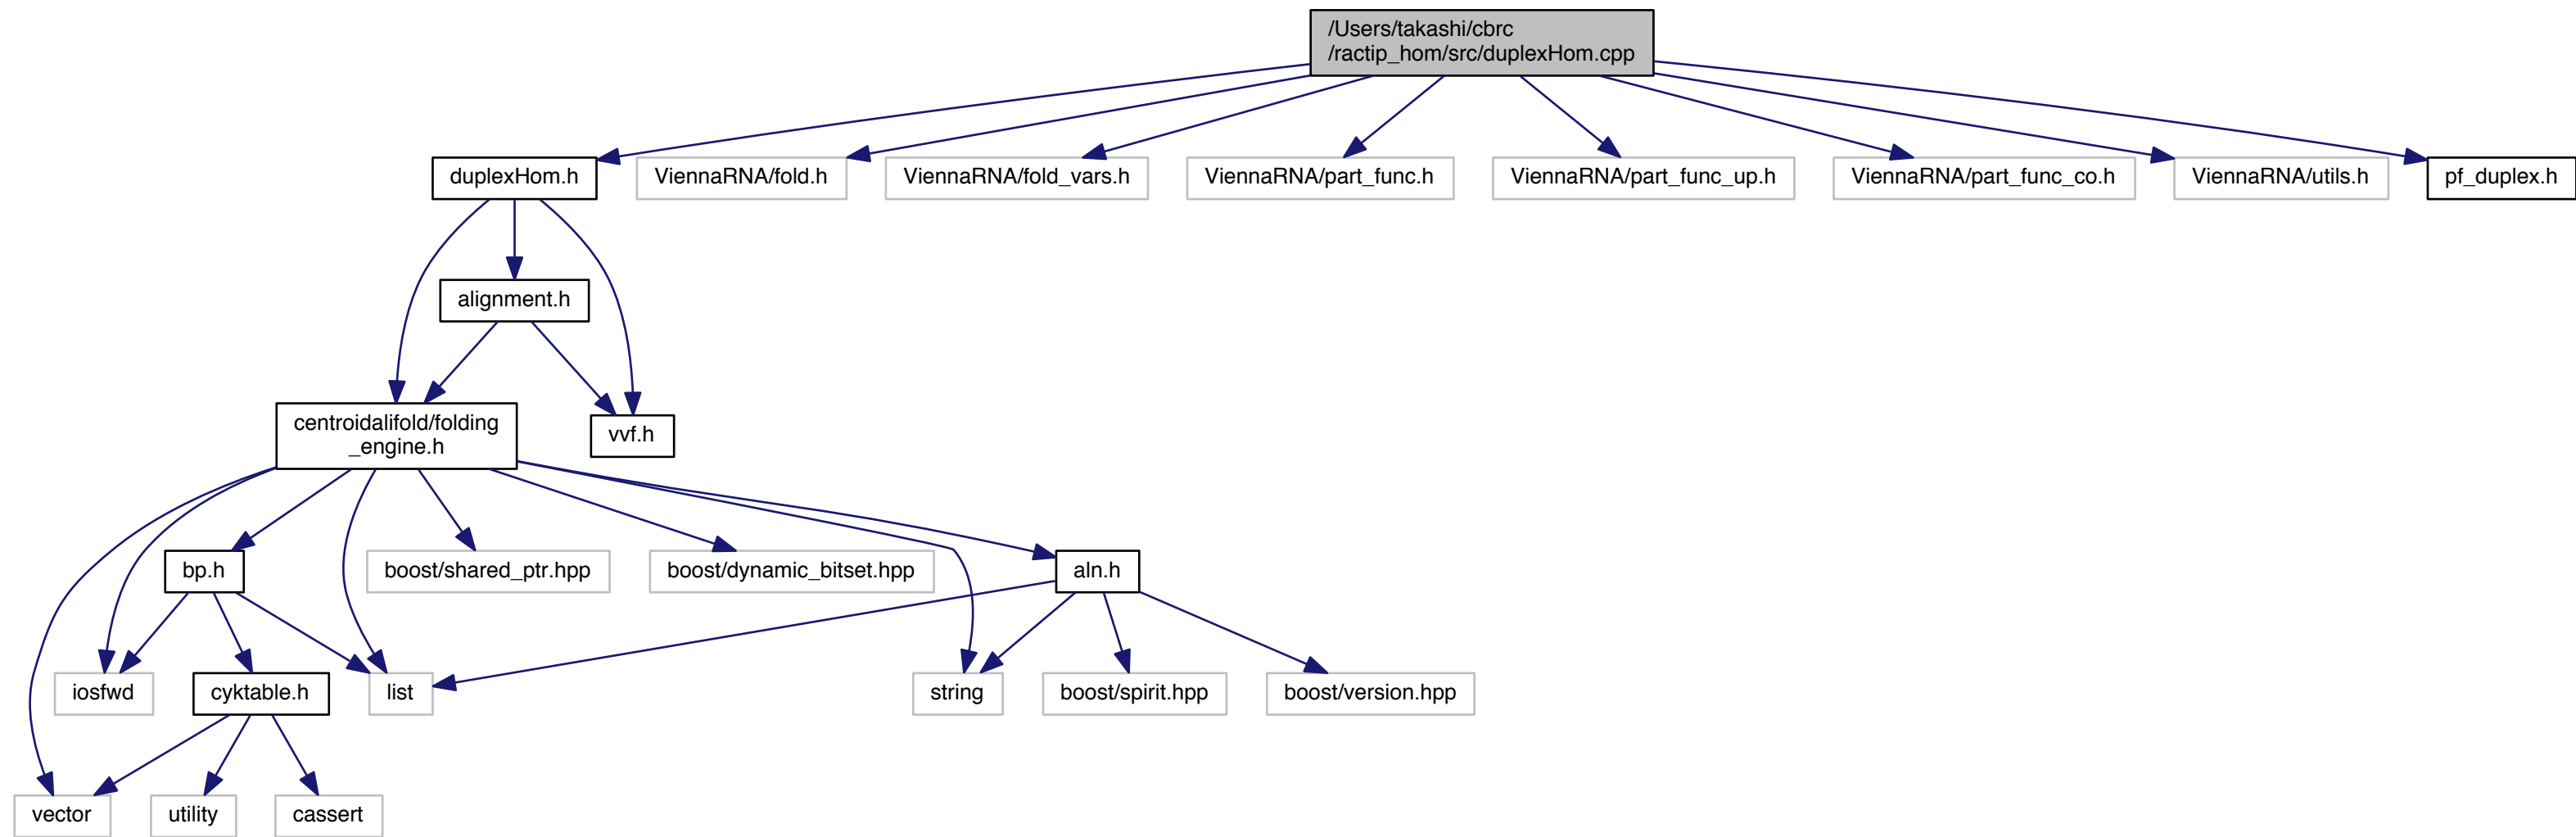 /Users/takashi/cbrc
/ractip_hom/src/duplexHom.cpp
duplexHom.h
ViennaRNA/fold.h
ViennaRNA/fold_vars.h
ViennaRNA/part_func.h
ViennaRNA/part_func_up.h
ViennaRNA/part_func_co.h
ViennaRNA/utils.h
pf_duplex.h
alignment.h
centroidalifold/folding
_engine.h
vvf.h
bp.h
boost/shared_ptr.hpp
boost/dynamic_bitset.hpp
aln.h
iosfwd
cyktable.h
list
string
boost/spirit.hpp
boost/version.hpp
vector
utility
cassert